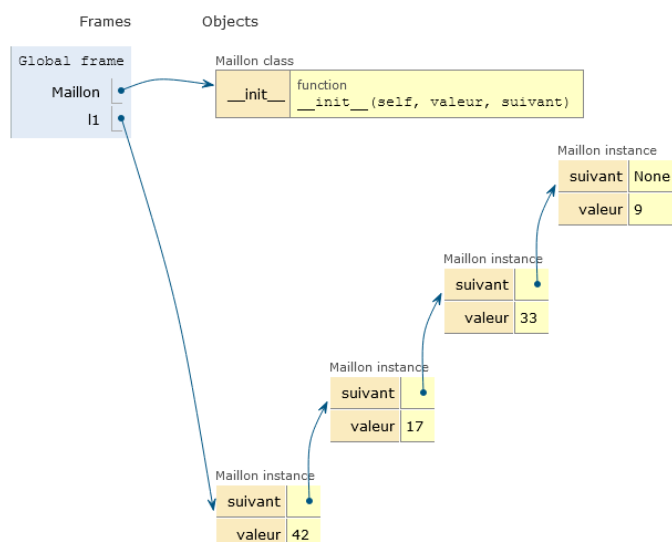 Frames Objects
Global frame
Maillon
l1
Maillon class
__init__
function
__init__(self, valeur, suivant)
Maillon instance
suivant None
valeur 9
Maillon instance
suivant
valeur 33
Maillon instance
suivant
valeur 17
Maillon instance
suivant
valeur 42